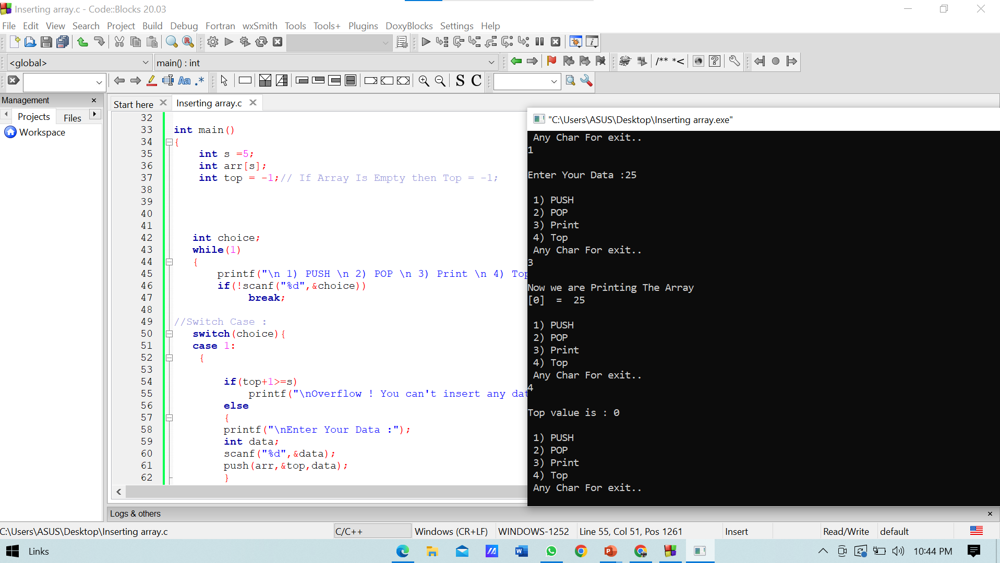 Inserting array.c - Code::Blocks 20.03
File Edit View Search Project Build Debug Fortran wxSmith Tools Tools+ Plugins DoxyBlocks Settings Help
<global> main() : int /** *<
Aa .* S C
Management
Projects Files
Workspace
Start here Inserting array.c
32
33 int main()
34 {
35 int s =5;
36 int arr[s];
37 int top = -1;// If Array Is Empty then Top = -1;
38
39
40
41
42 int choice;
43 while(1)
44 {
45 printf("\n 1) PUSH \n 2) POP \n 3) Print \n 4) Top
46 if(!scanf("%d",&choice))
47 break;
48
49 //Switch Case :
50 switch(choice){
51 case 1:
52 {
53
54 if(top+1>=s)
55 printf("\nOverflow ! You can't insert any dat
56 else
57 {
58 printf("\nEnter Your Data :");
59 int data;
60 scanf("%d",&data);
61 push(arr,&top,data);
62 }
"C:\Users\ASUS\Desktop\Inserting array.exe"
Any Char For exit..
1
Enter Your Data :25
1) PUSH
2) POP
3) Print
4) Top
Any Char For exit..
3
Now we are Printing The Array
[0] = 25
1) PUSH
2) POP
3) Print
4) Top
Any Char For exit..
4
Top value is : 0
1) PUSH
2) POP
3) Print
4) Top
Any Char For exit..
Logs & others
C:\Users\ASUS\Desktop\Inserting array.c C/C++ Windows (CR+LF) WINDOWS-1252 Line 55, Col 51, Pos 1261 Insert Read/Write default
Links 10:44 PM